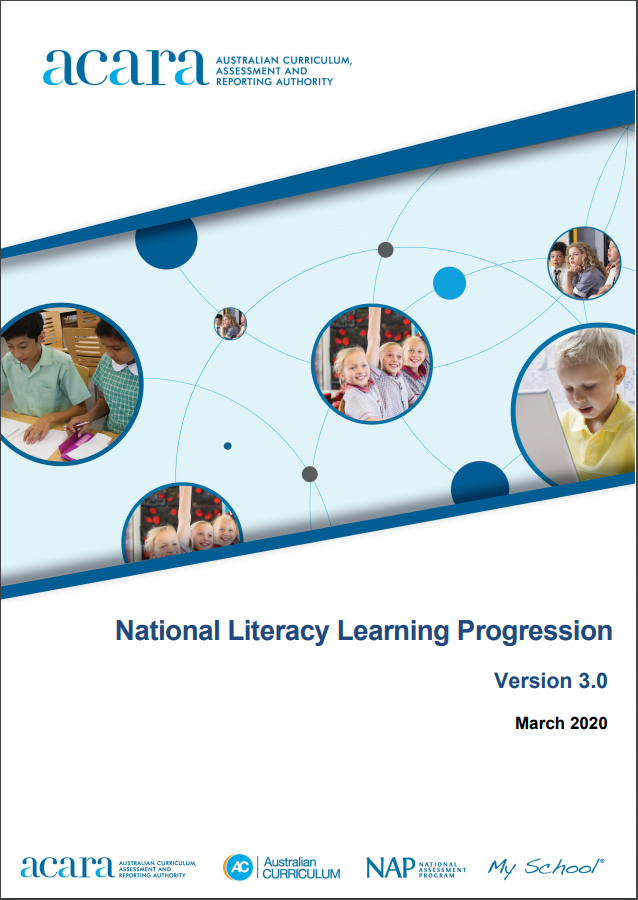 acara
AUSTRALIAN CURRICULUM,
ASSESSMENT AND
REPORTING AUTHORITY
National Literacy Learning Progression
Version 3.0
March 2020
acara
AUSTRALIAN CURRICULUM,
ASSESSMENT AND
REPORTING AUTHORITY
AC
Australian
CURRICULUM
NAP
NATIONAL
ASSESSMENT
PROGRAM
My School®